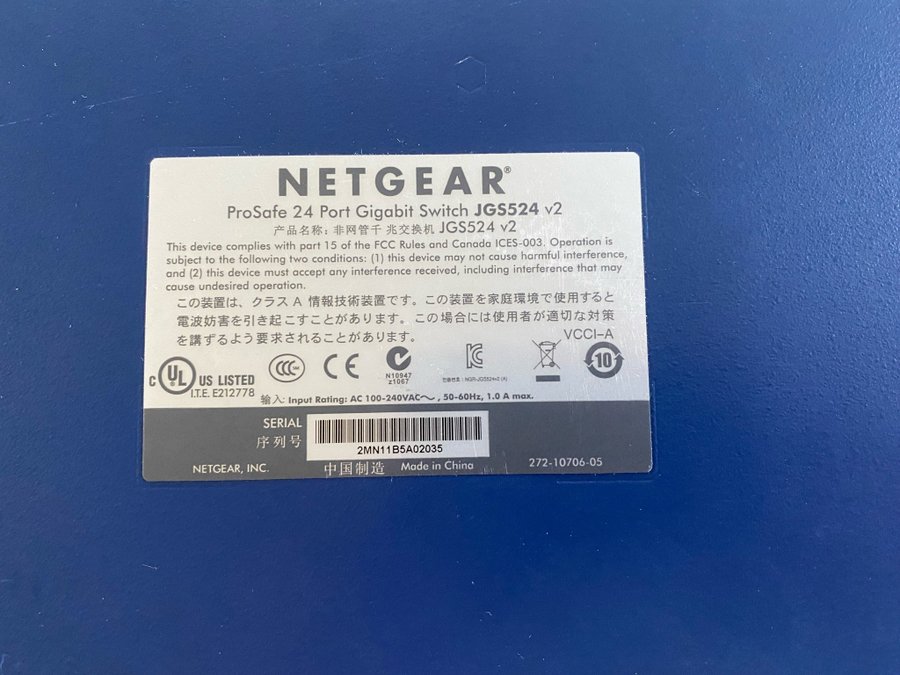 NETGEAR®
ProSafe 24 Port Gigabit Switch JGS524 v2
产品名称: 非网管千 兆交换机 JGS524 v2
This device complies with part 15 of the FCC Rules and Canada ICES-003. Operation is
subject to the following two conditions: (1) this device may not cause harmful interference,
and (2) this device must accept any interference received, including interference that may
cause undesired operation.
この装置は、クラス A 情報技術装置です。この装置を家庭環境で使用すると
電波妨害を引き起こすことがあります。この場合には使用者が適切な対策
を講ずるよう要求されることがあります。
VCCI-A
C UL US LISTED
I.T.E. E212778
CCC
CE
N10947
z1067
NGR-JGS524v2 (A)
10
输入: Input Rating: AC 100-240VAC～, 50-60Hz, 1.0 A max.
SERIAL
序列号
2MN11B5A02035
NETGEAR, INC. 中国制造 Made in China 272-10706-05